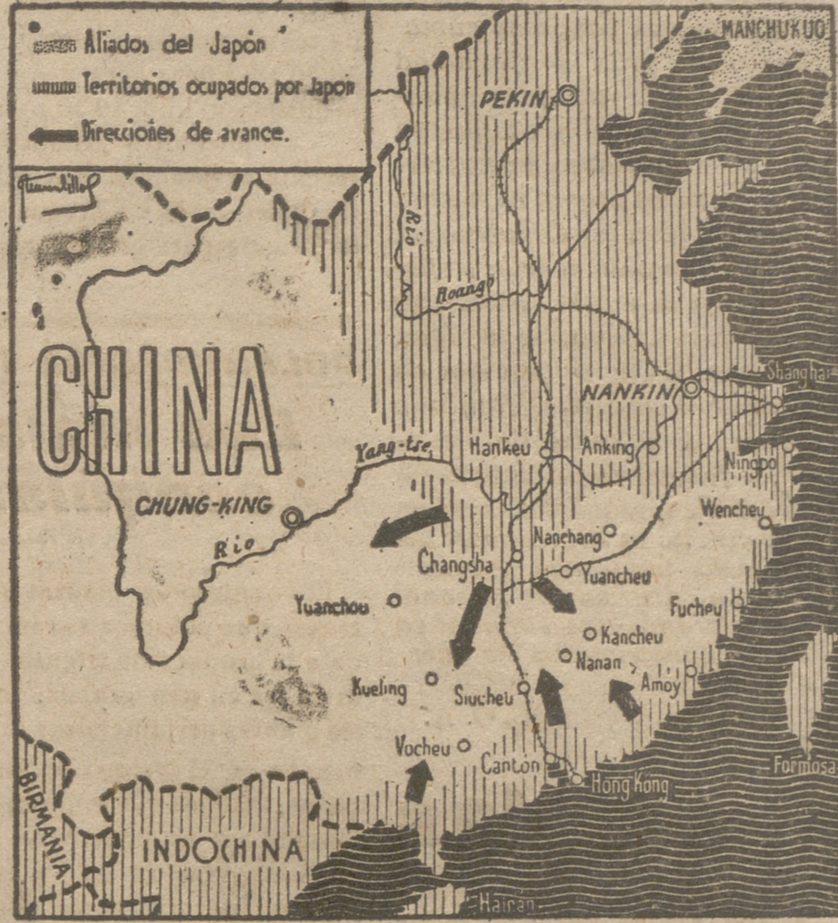 Aliados del Japón
Territorios ocupados por Japón
Direcciones de avance.
MANCHUKUO
PEKIN
Rio
Hoang
CHINA
Shanghai
NANKIN
Yang-tse
Hankeu
Anking
Ningpo
CHUNG-KING
Wencheu
Rio
Nanchang
Changsha
Yuancheu
Yuanchou
Fucheu
Kancheu
Nanan
Kueling
Siucheu
Amoy
Vocheu
Canton
Formosa
Hong Kong
BIRMANIA
INDOCHINA
Hainan